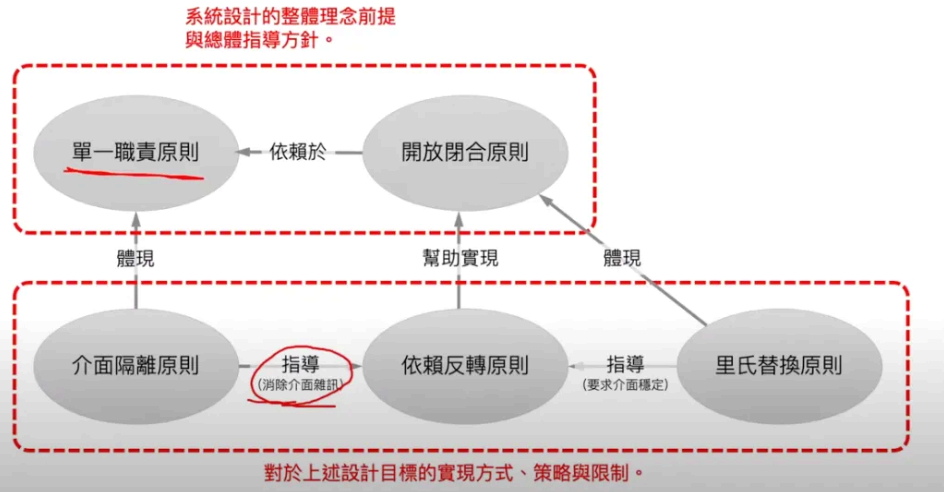 系統設計的整體理念前提
與總體指導方針。
單一職責原則
依賴於
開放閉合原則
體現
幫助實現
體現
介面隔離原則
指導
(消除介面雜訊)
依賴反轉原則
指導
(要求介面穩定)
里氏替換原則
對於上述設計目標的實現方式、策略與限制。